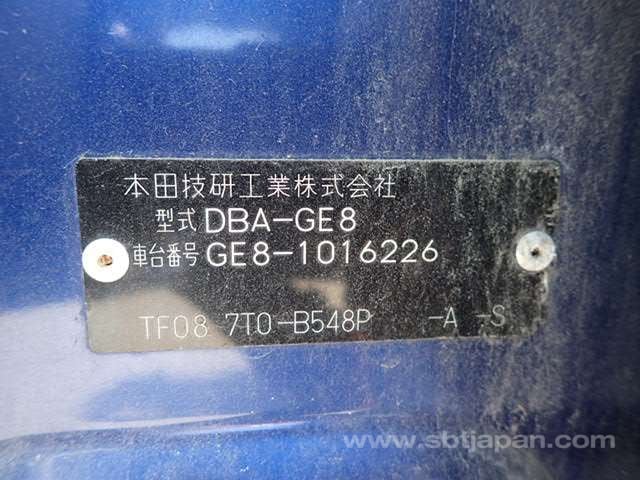 本田技研工業株式会社
型式 DBA-GE8
車台番号 GE8-1016226
TF08 7T0-B548P -A -S
www.sbtjapan.com